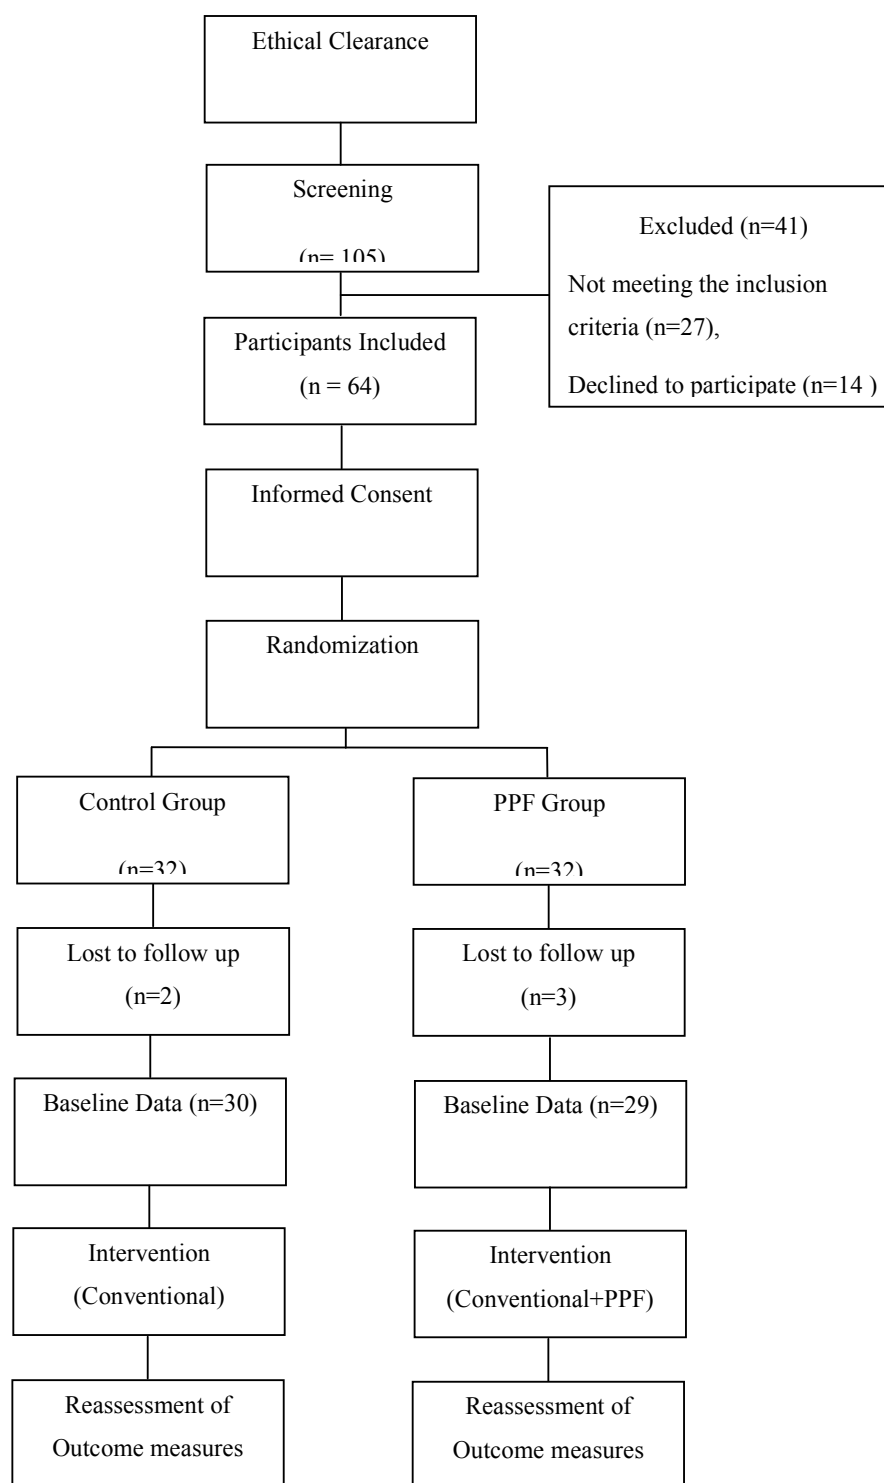 Ethical Clearance
Screening
(n= 105)
Excluded (n=41)
Not meeting the inclusion
criteria (n=27),
Declined to participate (n=14 )
Participants Included
(n = 64)
Informed Consent
Randomization
Control Group
(n=32)
PPF Group
(n=32)
Lost to follow up
(n=2)
Lost to follow up
(n=3)
Baseline Data (n=30)
Baseline Data (n=29)
Intervention
(Conventional)
Intervention
(Conventional+PPF)
Reassessment of
Outcome measures
Reassessment of
Outcome measures